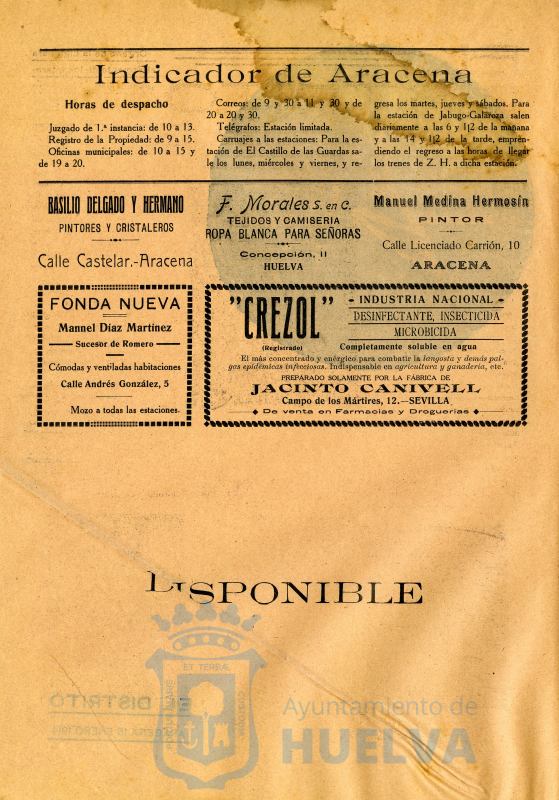 Indicador de Aracena
Horas de despacho
Juzgado de 1.ª instancia: de 10 a 13.
Registro de la Propiedad: de 9 a 15.
Oficinas municipales: de 10 a 15 y
de 19 a 20.
Correos: de 9 y 30 a 11 y 30 y de
20 a 20 y 30.
Telégrafos: Estación limitada.
Carruajes a las estaciones: Para la es-
tación de El Castillo de las Guardas sa-
le los lunes, miércoles y viernes, y re-
gresa los martes, jueves y sábados. Para
la estación de Jabugo-Galaroza salen
diariamente a las 6 y 1|2 de la mañana
y a las 14 y 1|2 de la tarde, empren-
diendo el regreso a las horas de llegar
los trenes de Z. H. a dicha estación.
BASILIO DELGADO Y HERMANO
PINTORES Y CRISTALEROS
Calle Castelar.-Aracena
F. Morales S. en C.
TEJIDOS Y CAMISERIA
ROPA BLANCA PARA SEÑORAS
Concepción, 11
HUELVA
Manuel Medina Hermosín
PINTOR
Calle Licenciado Carrión, 10
ARACENA
FONDA NUEVA
Mannel Díaz Martínez
Sucesor de Romero
Cómodas y ventiladas habitaciones
Calle Andrés González, 5
Mozo a todas las estaciones.
"CREZOL"
(Registrado)
- INDUSTRIA NACIONAL -
DESINFECTANTE, INSECTICIDA
MICROBICIDA
Completamente soluble en agua
El más concentrado y enérgico para combatir la langosta y demás pal-
gas epidémicas infecciosas. Indispensable en agricultura y ganadería, etc.
PREPARADO SOLAMENTE POR LA FÁBRICA DE
JACINTO CANIVELL
Campo de los Mártires, 12.—SEVILLA
De venta en Farmacias y Droguerías
DISPONIBLE
ET TERRÆ
Ayuntamiento de
HUELVA
EL DISTRITO